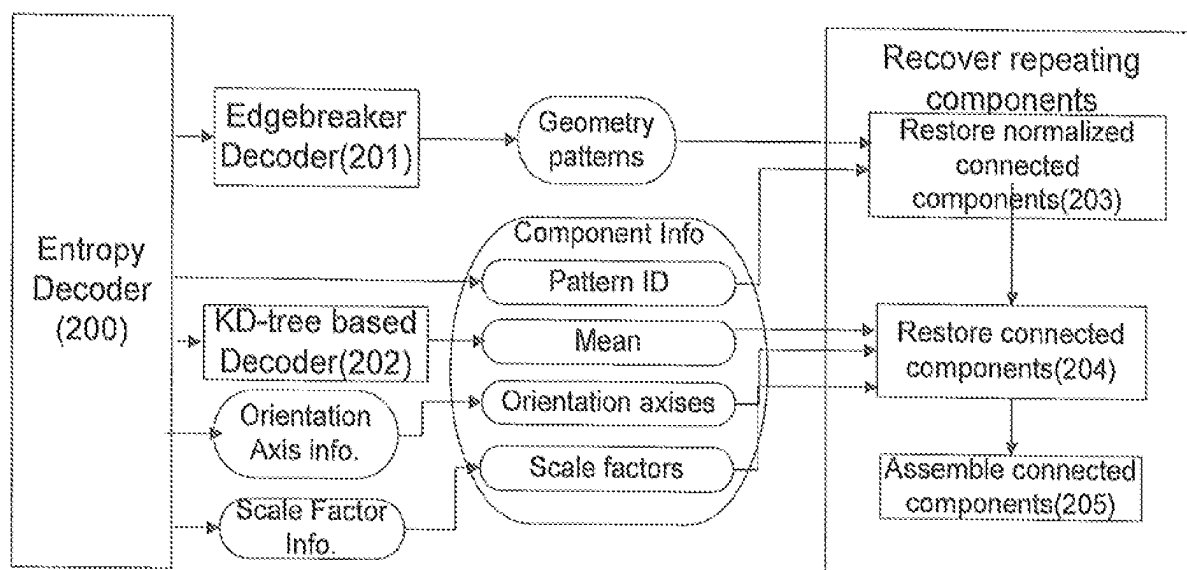 Entropy
Decoder
(200)
Edgebreaker
Decoder(201)
Geometry
patterns
Component Info
Pattern ID
KD-tree based
Decoder(202)
Mean
Orientation
Axis info.
Orientation axises
Scale Factor
Info.
Scale factors
Recover repeating
components
Restore normalized
connected
components(203)
Restore connected
components(204)
Assemble connected
components(205)